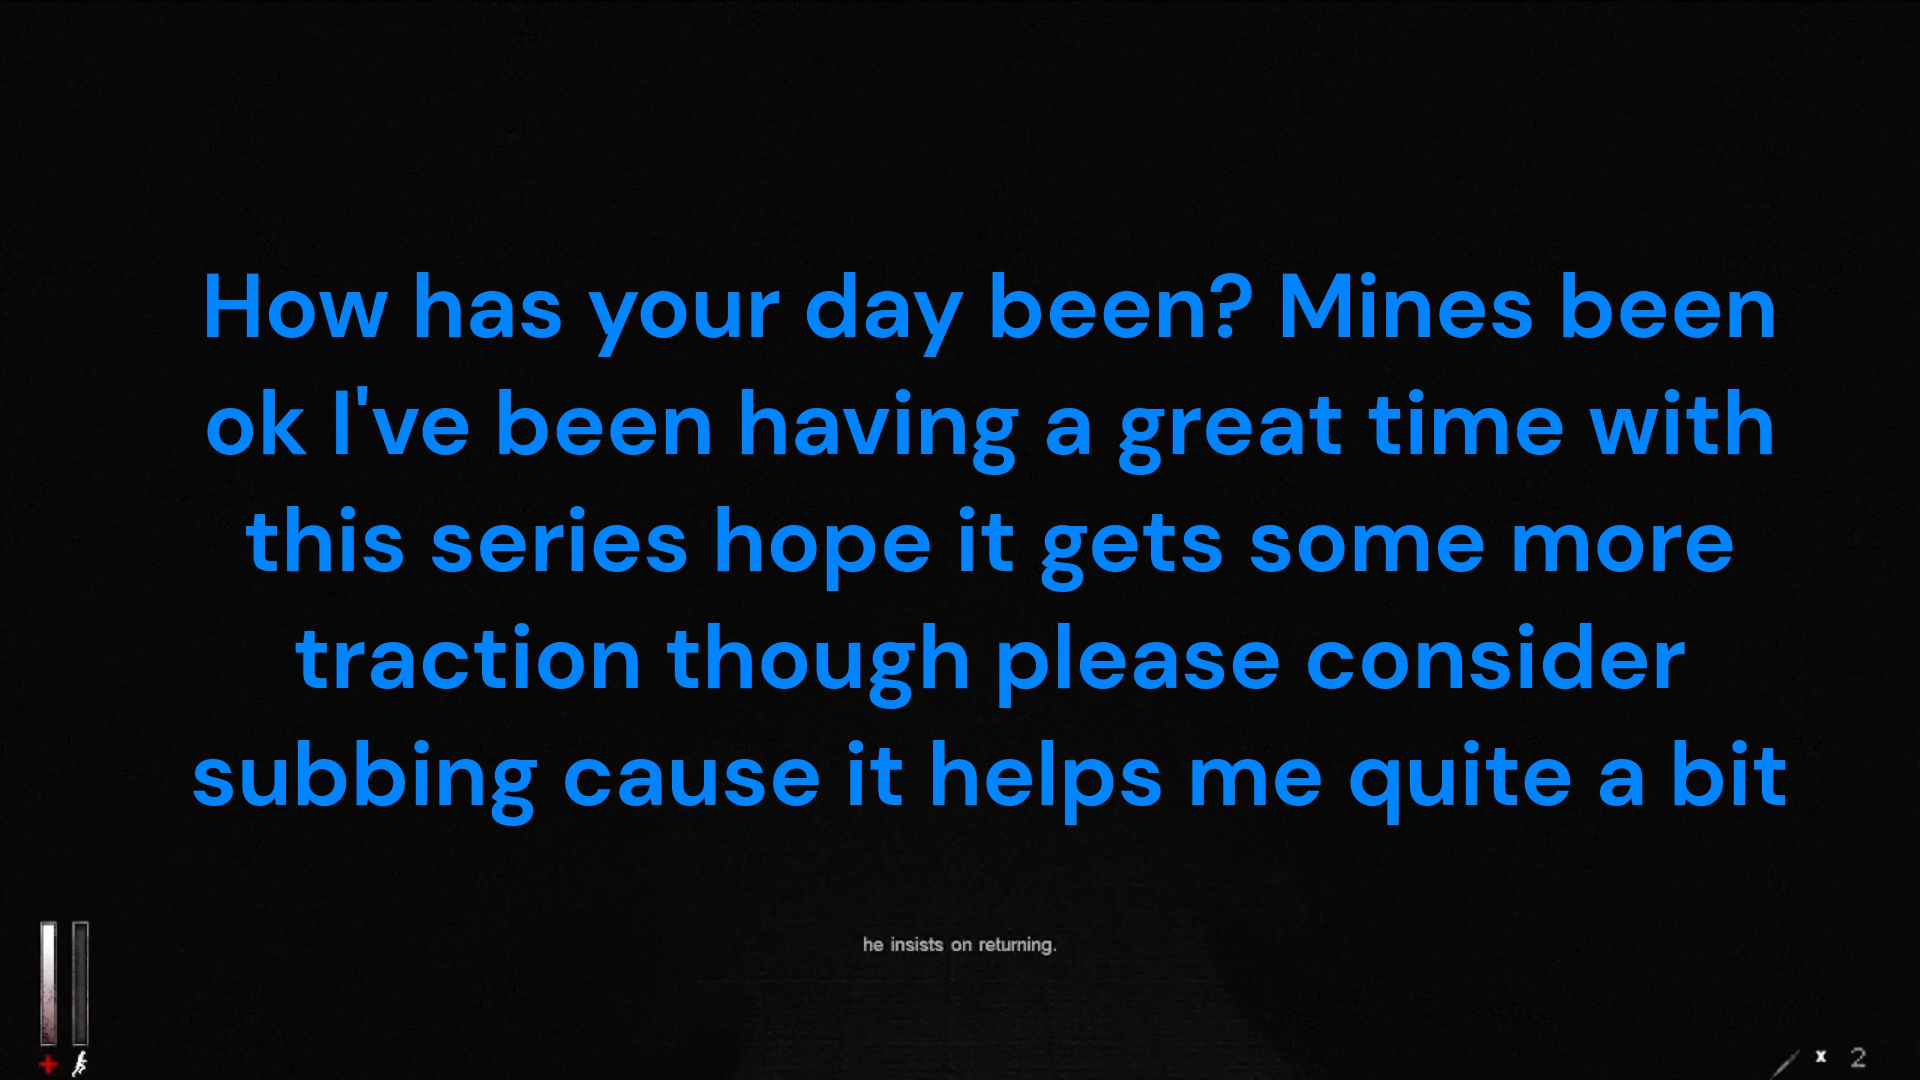 How has your day been? Mines been
ok I've been having a great time with
this series hope it gets some more
traction though please consider
subbing cause it helps me quite a bit
he insists on returning.
x 2